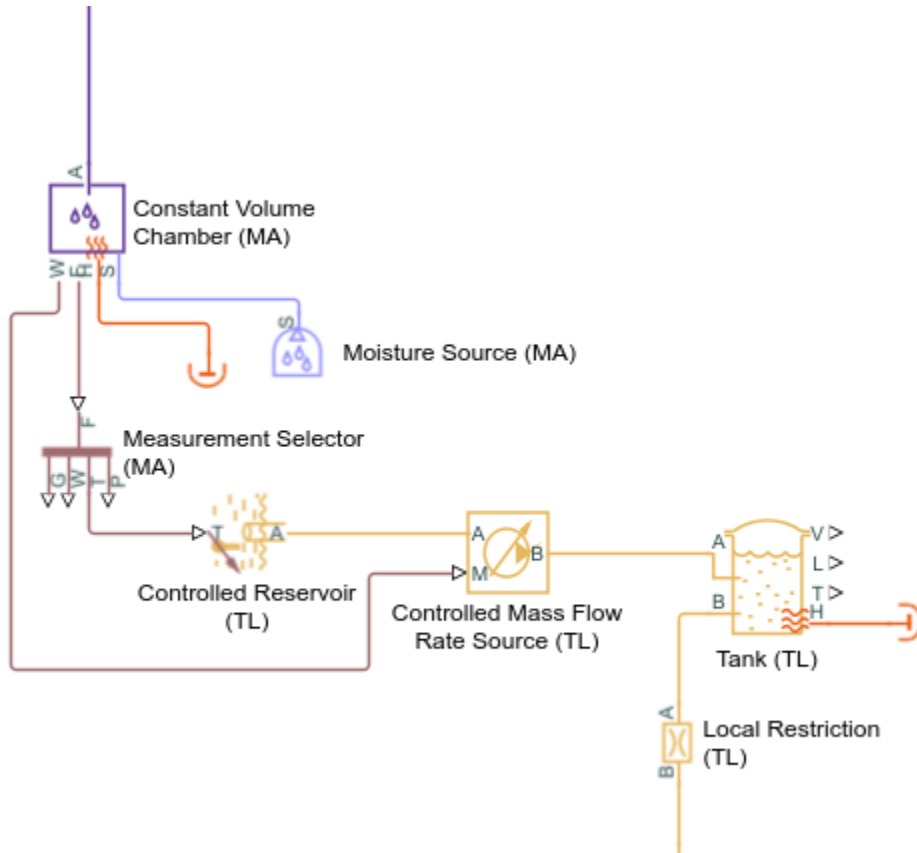 A
Constant Volume
Chamber (MA)
W
F
H
S
S
Moisture Source (MA)
F
Measurement Selector
(MA)
G
W
T
P
T
A
Controlled Reservoir
(TL)
A
M
B
Controlled Mass Flow
Rate Source (TL)
A
B
V
L
T
H
Tank (TL)
A
Local Restriction
(TL)
B